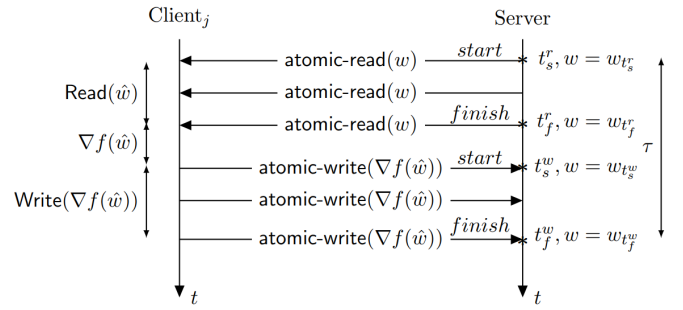 Client_j Server
atomic-read(w) start t_s^r, w = w_{t_s^r}
Read(ŵ) atomic-read(w)
atomic-read(w) finish t_f^r, w = w_{t_f^r}
∇f(ŵ) τ
atomic-write(∇f(ŵ)) start t_s^w, w = w_{t_s^w}
Write(∇f(ŵ)) atomic-write(∇f(ŵ))
atomic-write(∇f(ŵ)) finish t_f^w, w = w_{t_f^w}
t t